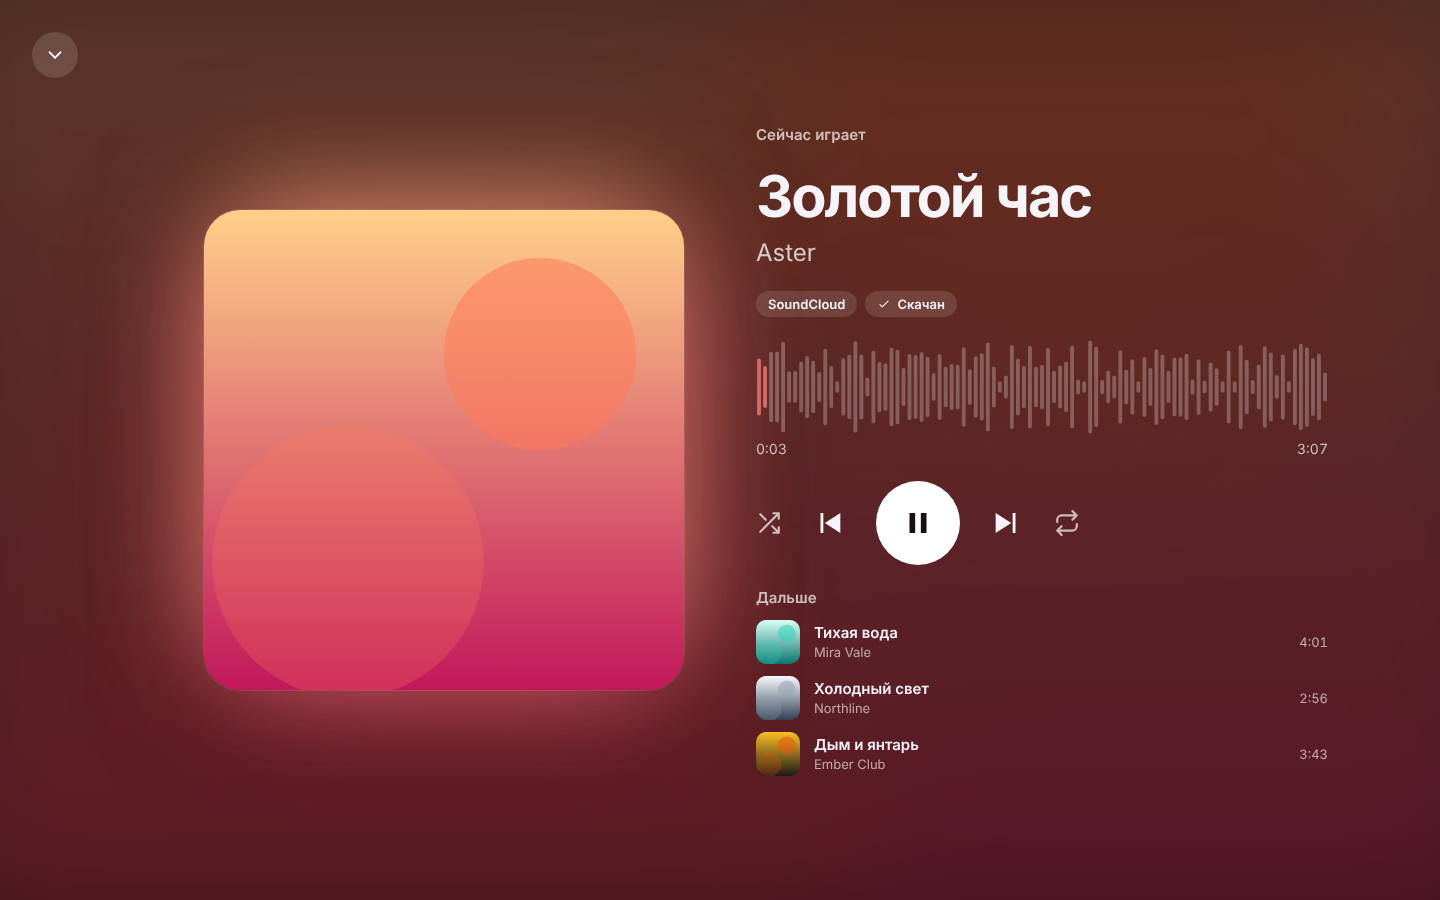 Сейчас играет
Золотой час
Aster
SoundCloud
Скачан
0:03
3:07
Дальше
Тихая вода
Mira Vale
4:01
Холодный свет
Northline
2:56
Дым и янтарь
Ember Club
3:43